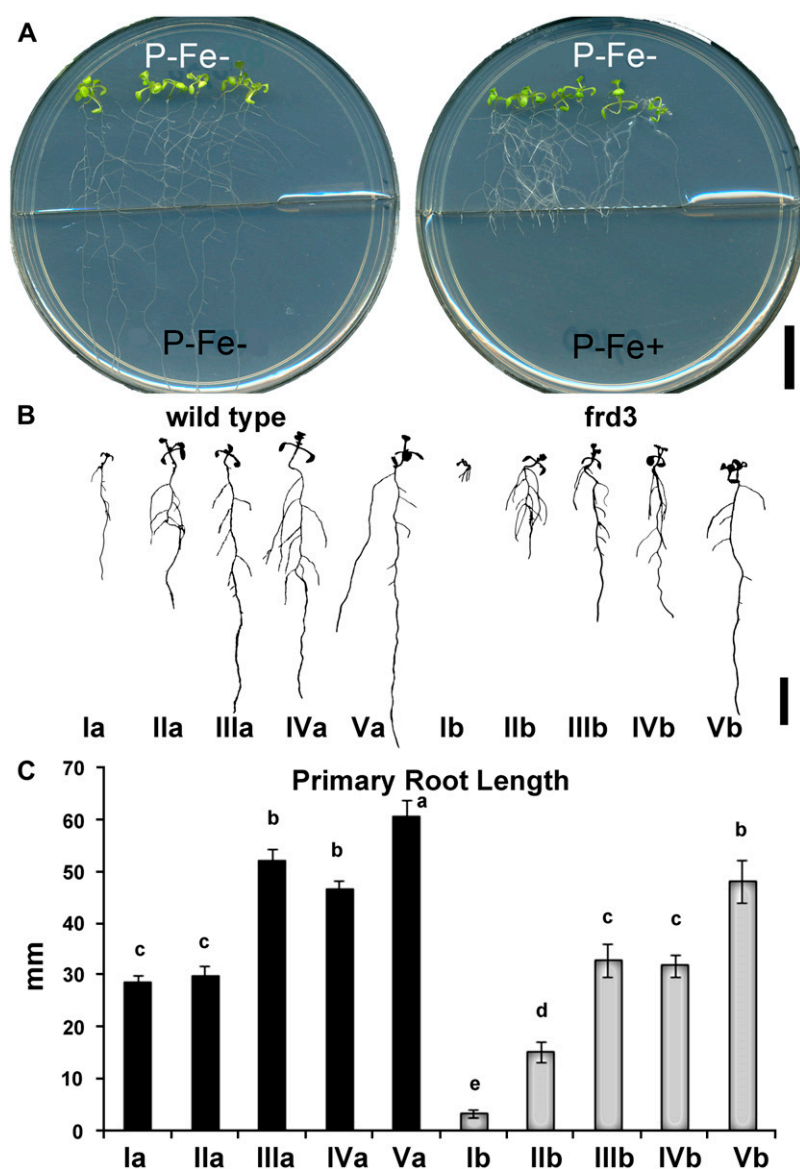 A
P-Fe-
P-Fe-
P-Fe-
P-Fe+
B
wild type frd3
Ia IIa IIIa IVa Va Ib IIb IIIb IVb Vb
C
Primary Root Length
70
60
50
40
30
20
10
0
mm
c c b b a e d c c b
Ia IIa IIIa IVa Va Ib IIb IIIb IVb Vb